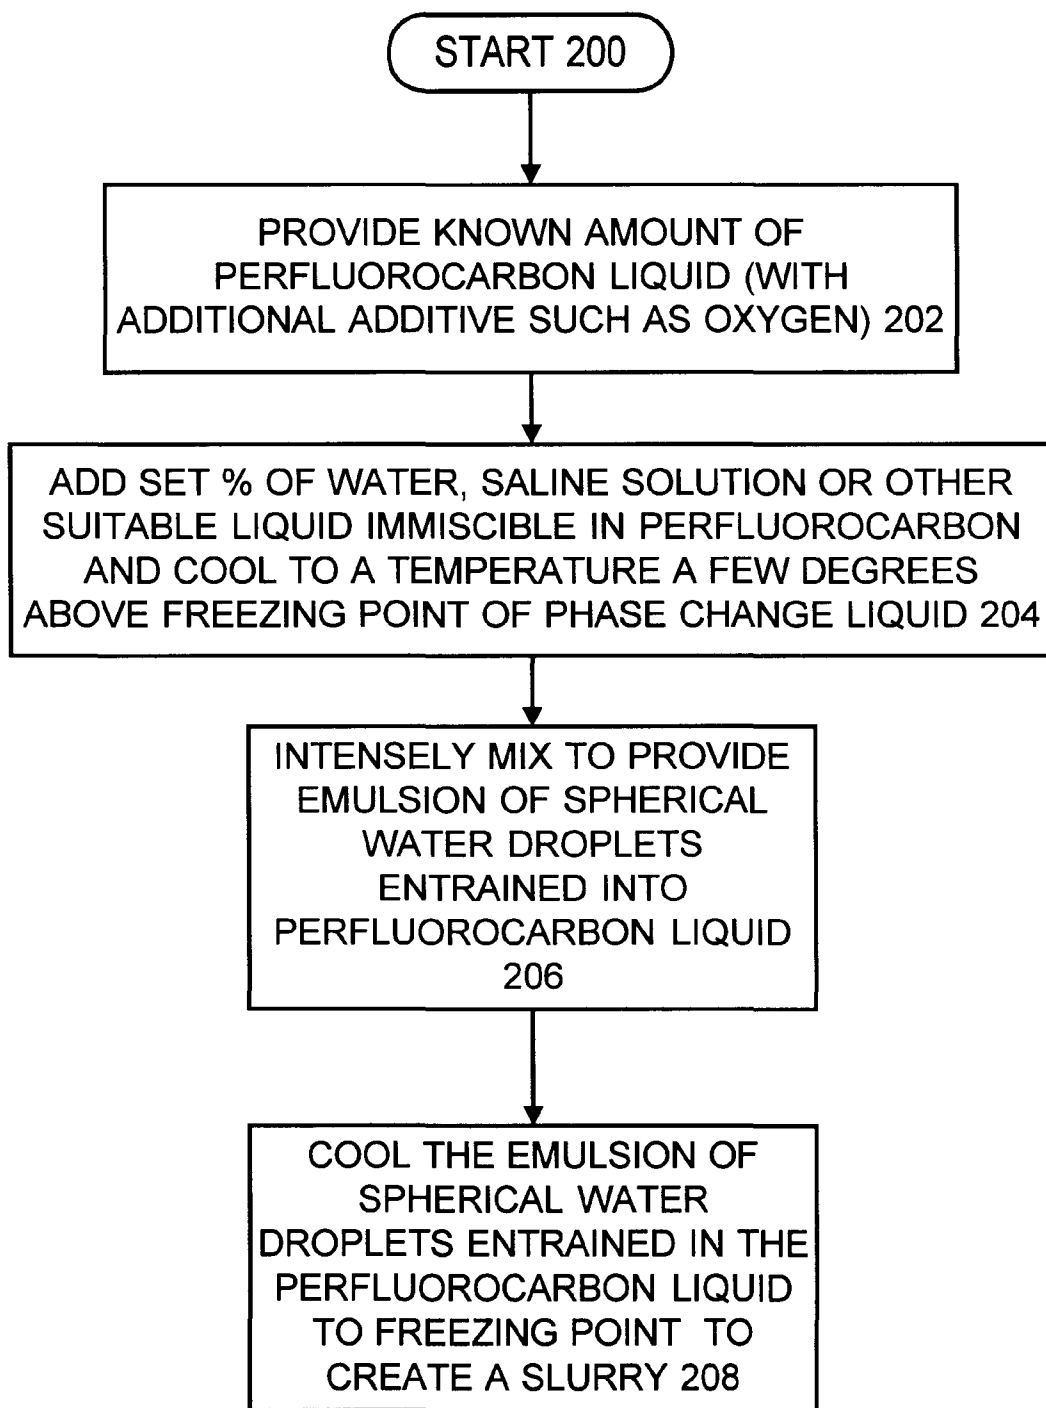 START 200
PROVIDE KNOWN AMOUNT OF
PERFLUOROCARBON LIQUID (WITH
ADDITIONAL ADDITIVE SUCH AS OXYGEN) 202
ADD SET % OF WATER, SALINE SOLUTION OR OTHER
SUITABLE LIQUID IMMISCIBLE IN PERFLUOROCARBON
AND COOL TO A TEMPERATURE A FEW DEGREES
ABOVE FREEZING POINT OF PHASE CHANGE LIQUID 204
INTENSELY MIX TO PROVIDE
EMULSION OF SPHERICAL
WATER DROPLETS
ENTRAINED INTO
PERFLUOROCARBON LIQUID
206
COOL THE EMULSION OF
SPHERICAL WATER
DROPLETS ENTRAINED IN THE
PERFLUOROCARBON LIQUID
TO FREEZING POINT TO
CREATE A SLURRY 208